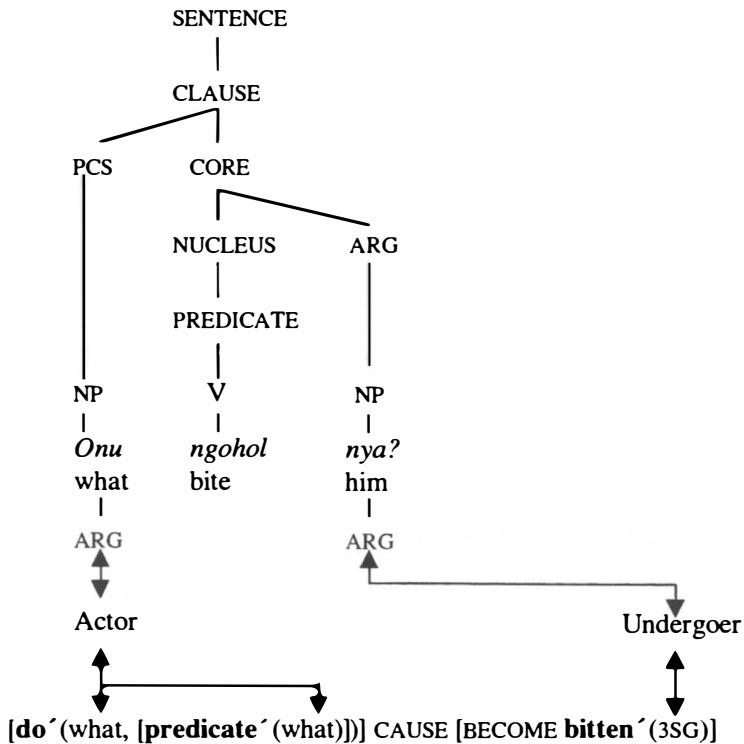 SENTENCE
CLAUSE
PCS CORE
NUCLEUS ARG
PREDICATE
NP V NP
Onu ngohol nya?
what bite him
ARG ARG
Actor Undergoer
[do´(what, [predicate´(what)])] CAUSE [BECOME bitten´(3SG)]